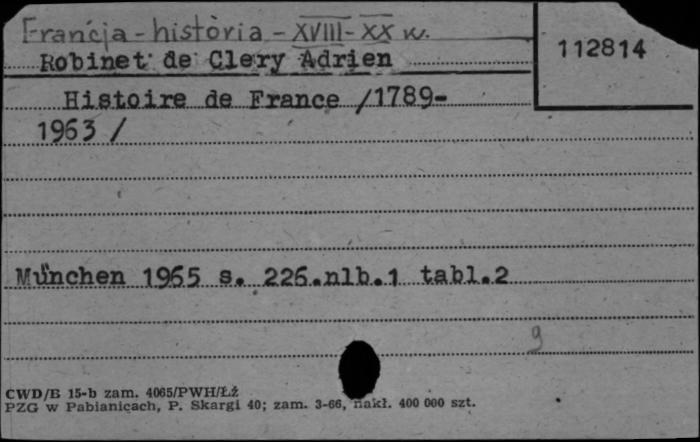 Francja - história - XVIII - XX w.
112814
Robinet de Clery Adrien
Histoire de France /1789-
1963 /
München 1965 s. 226.nlb.1 tabl.2
9
CWD/B 15-b zam. 4065/PWH/ŁŻ
PZG w Pabianicach, P. Skargi 40; zam. 3-66, nakł. 400 000 szt.